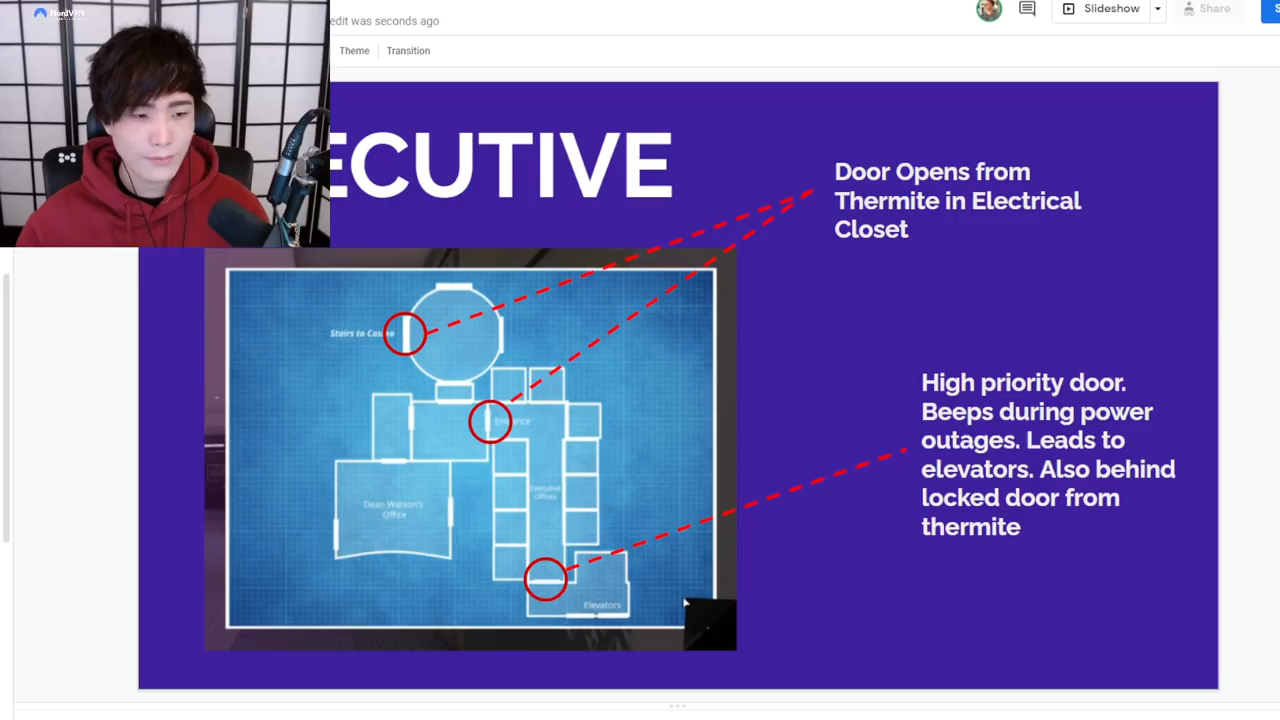 NordVPN
edit was seconds ago
Slideshow
Share
Theme
Transition
ECUTIVE
Door Opens from
Thermite in Electrical
Closet
Stairs to Casino
Entrance
Executive
Offices
Dean Watson's
Office
Elevators
High priority door.
Beeps during power
outages. Leads to
elevators. Also behind
locked door from
thermite